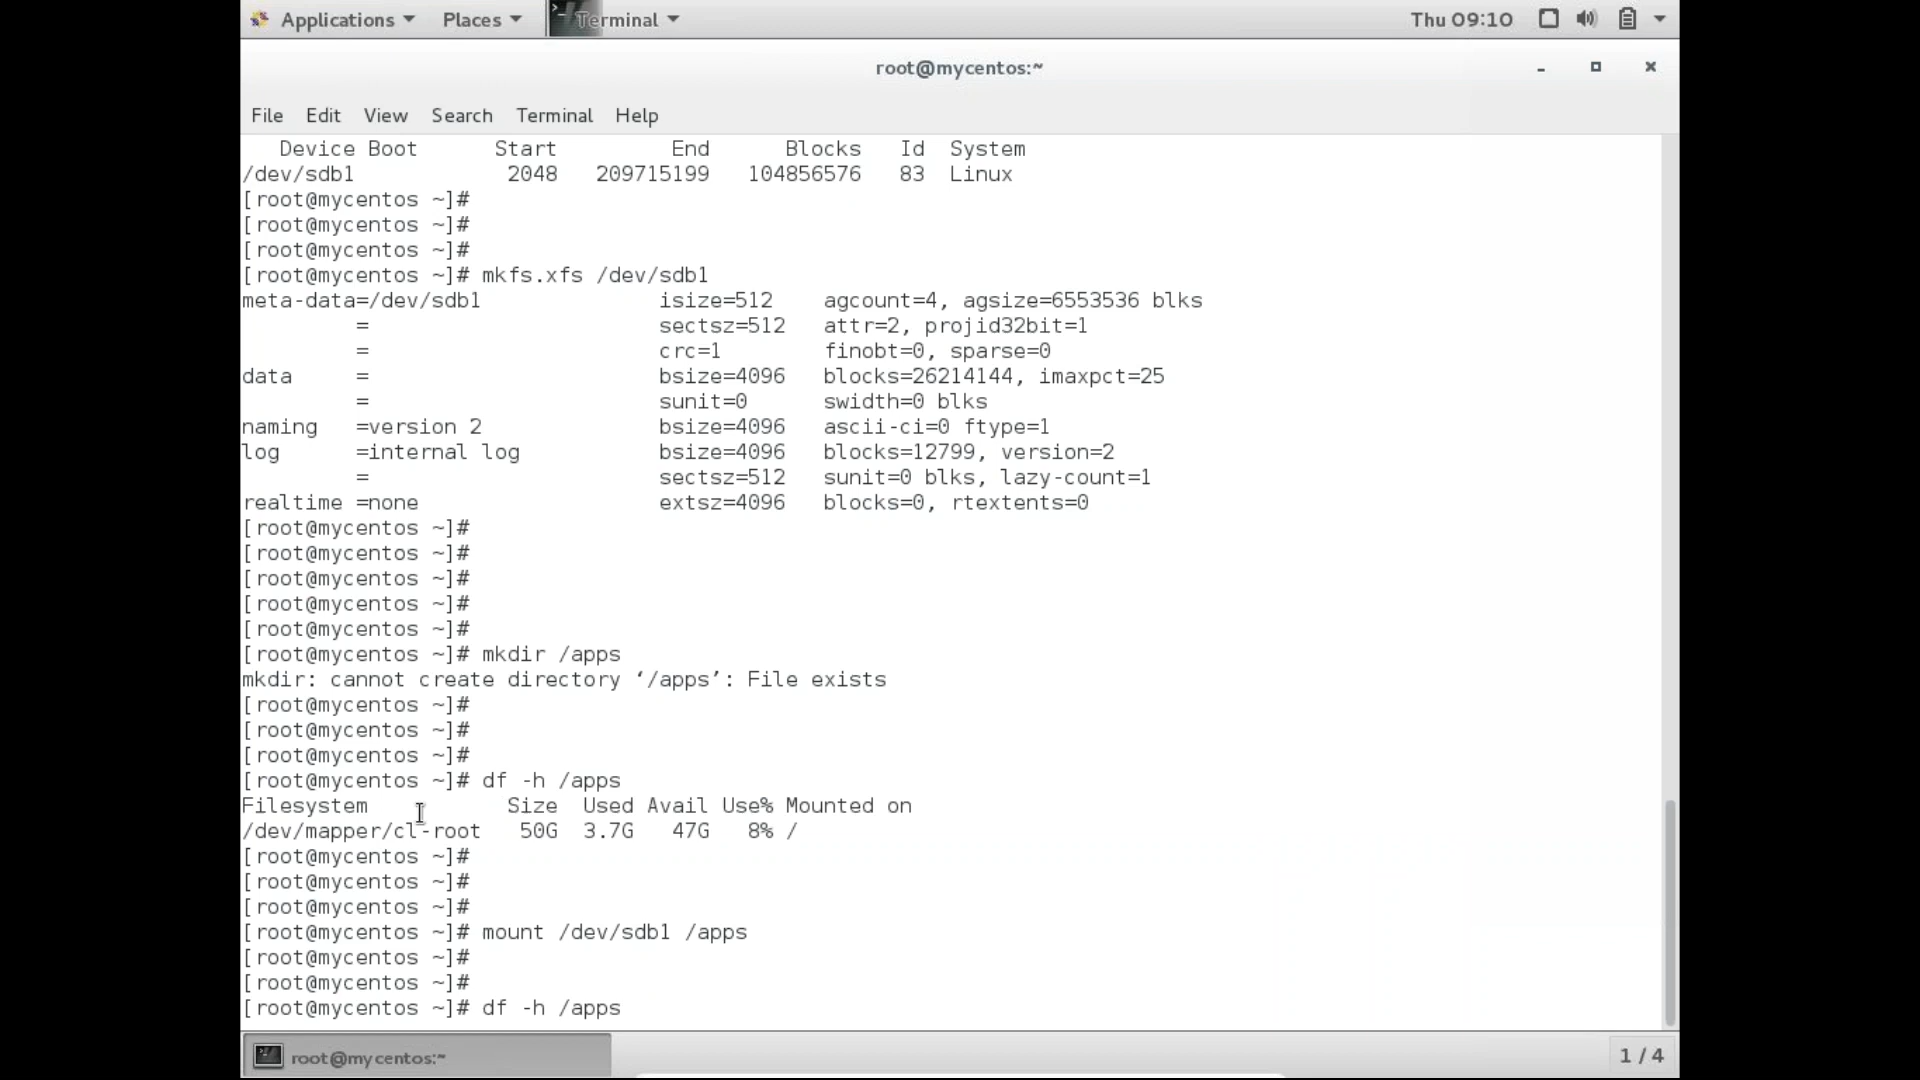 Applications Places Terminal Thu 09:10
root@mycentos:~
File Edit View Search Terminal Help
Device Boot Start End Blocks Id System
/dev/sdb1 2048 209715199 104856576 83 Linux
[root@mycentos ~]#
[root@mycentos ~]#
[root@mycentos ~]#
[root@mycentos ~]# mkfs.xfs /dev/sdb1
meta-data=/dev/sdb1 isize=512 agcount=4, agsize=6553536 blks
= sectsz=512 attr=2, projid32bit=1
= crc=1 finobt=0, sparse=0
data = bsize=4096 blocks=26214144, imaxpct=25
= sunit=0 swidth=0 blks
naming =version 2 bsize=4096 ascii-ci=0 ftype=1
log =internal log bsize=4096 blocks=12799, version=2
= sectsz=512 sunit=0 blks, lazy-count=1
realtime =none extsz=4096 blocks=0, rtextents=0
[root@mycentos ~]#
[root@mycentos ~]#
[root@mycentos ~]#
[root@mycentos ~]#
[root@mycentos ~]#
[root@mycentos ~]# mkdir /apps
mkdir: cannot create directory ‘/apps’: File exists
[root@mycentos ~]#
[root@mycentos ~]#
[root@mycentos ~]#
[root@mycentos ~]# df -h /apps
Filesystem Size Used Avail Use% Mounted on
/dev/mapper/cl-root 50G 3.7G 47G 8% /
[root@mycentos ~]#
[root@mycentos ~]#
[root@mycentos ~]#
[root@mycentos ~]# mount /dev/sdb1 /apps
[root@mycentos ~]#
[root@mycentos ~]#
[root@mycentos ~]# df -h /apps
root@mycentos:~ 1 / 4